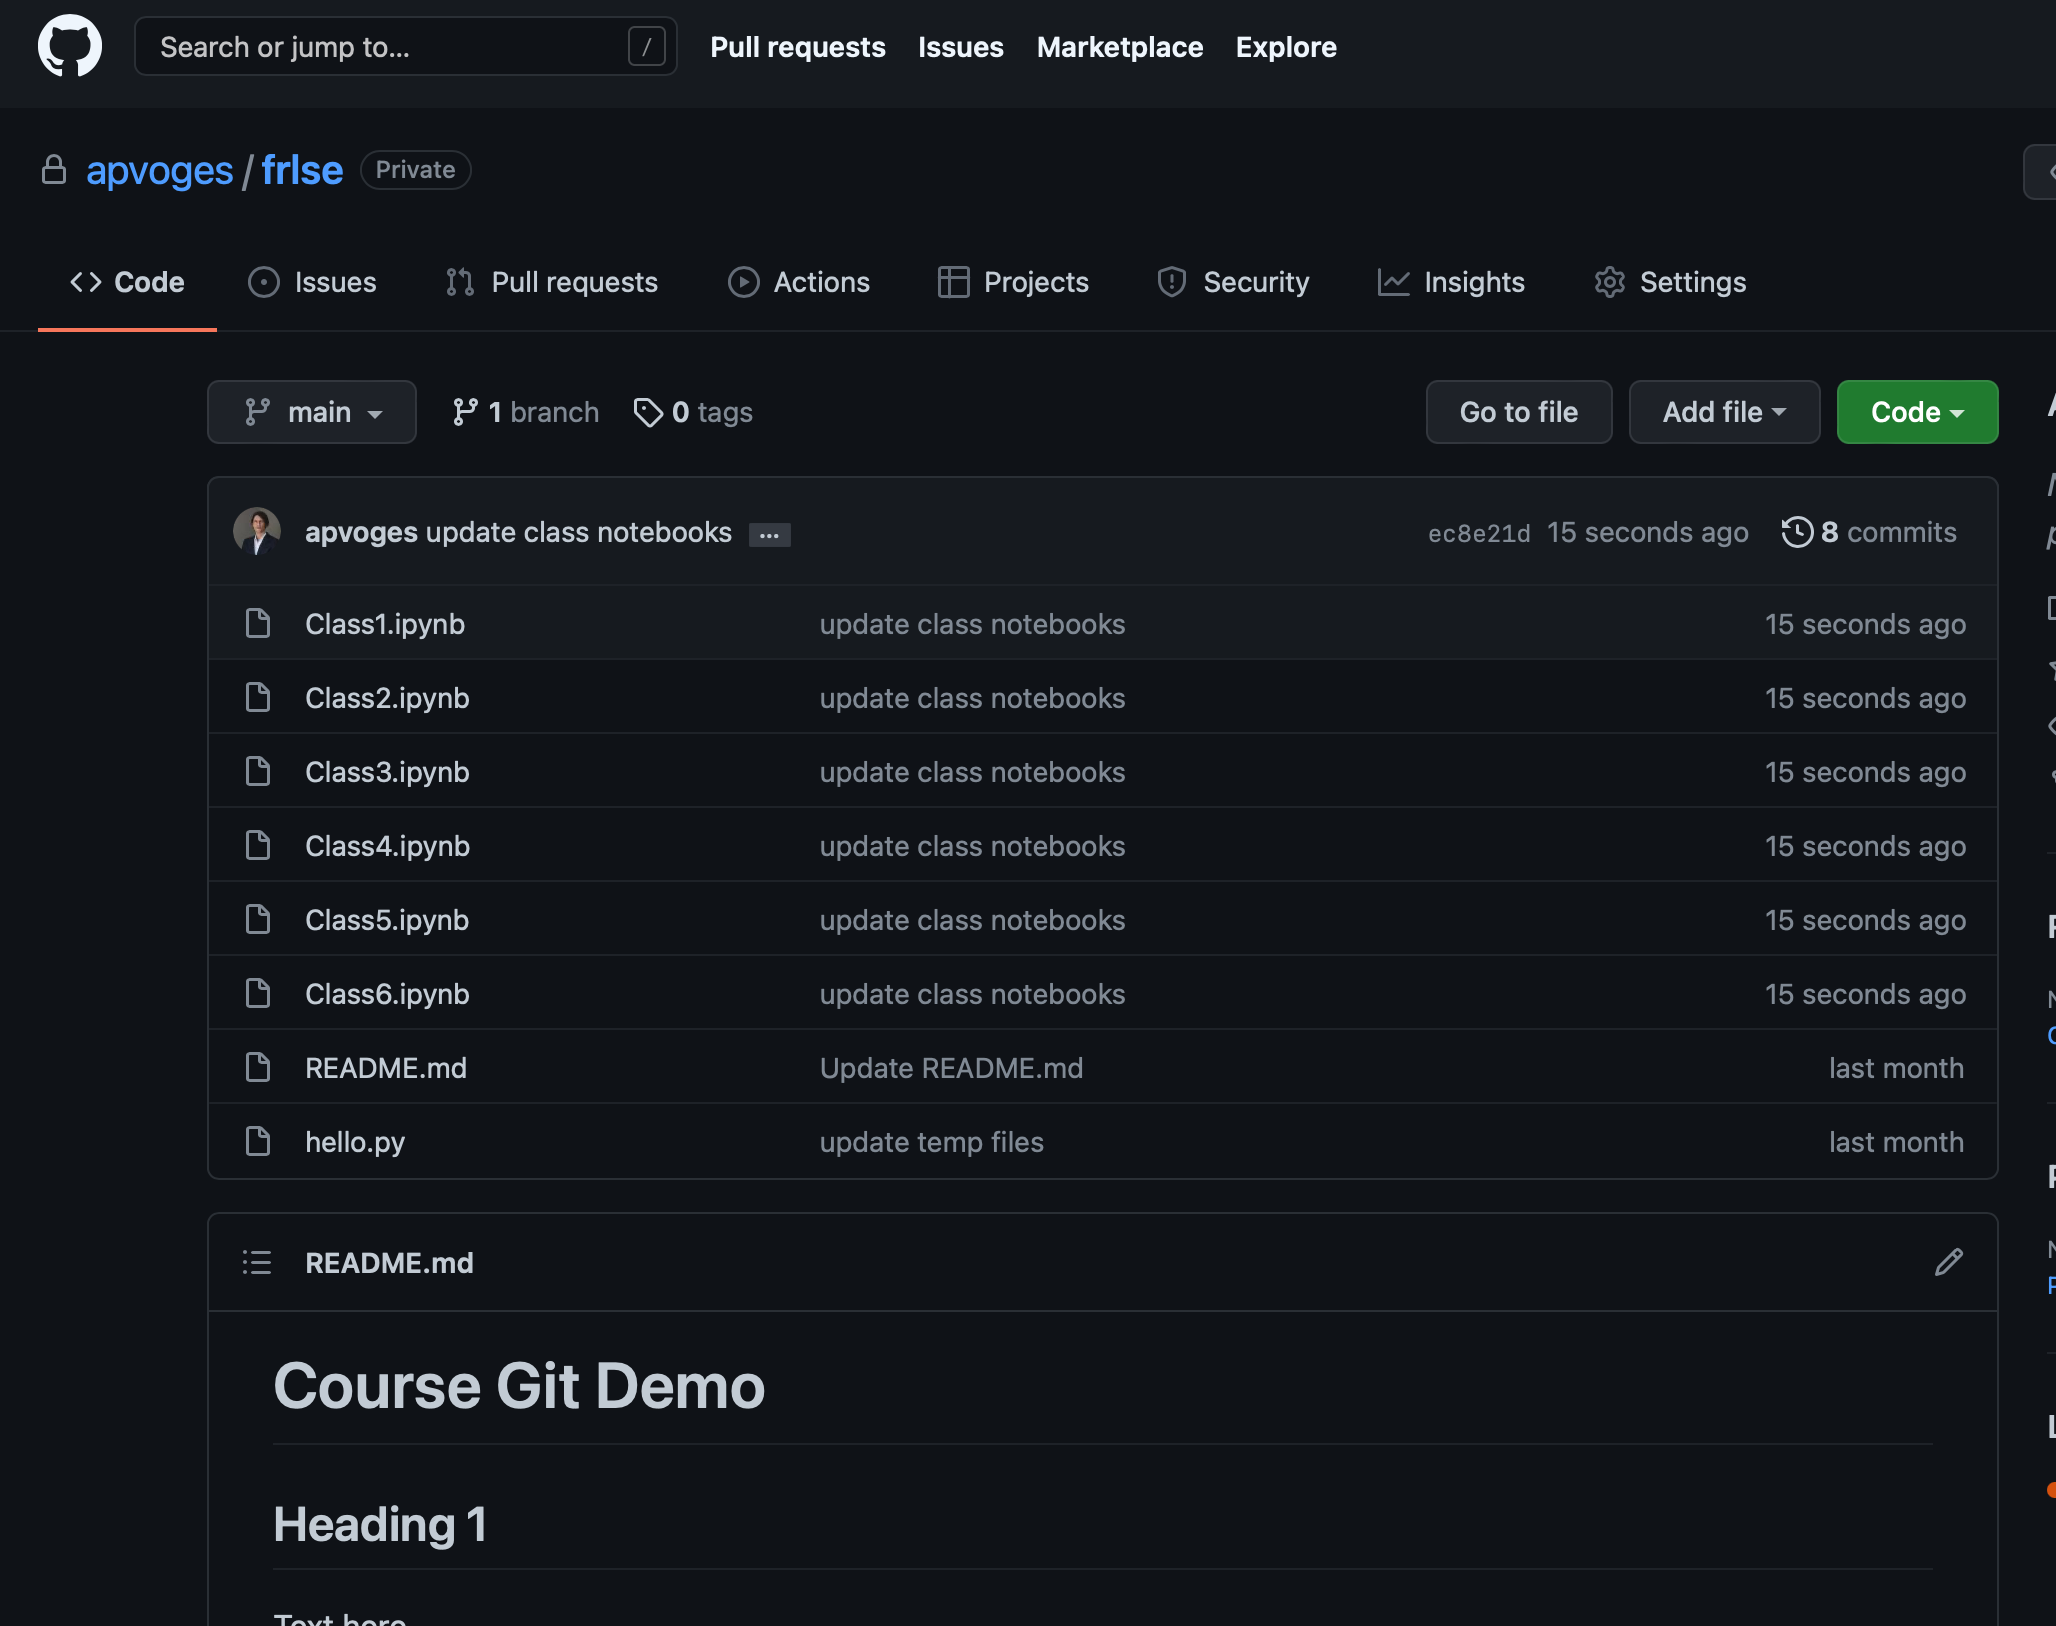 Search or jump to... /
Pull requests Issues Marketplace Explore
apvoges / frlse Private
Code Issues Pull requests Actions Projects Security Insights Settings
main 1 branch 0 tags Go to file Add file Code
apvoges update class notebooks ... ec8e21d 15 seconds ago 8 commits
Class1.ipynb update class notebooks 15 seconds ago
Class2.ipynb update class notebooks 15 seconds ago
Class3.ipynb update class notebooks 15 seconds ago
Class4.ipynb update class notebooks 15 seconds ago
Class5.ipynb update class notebooks 15 seconds ago
Class6.ipynb update class notebooks 15 seconds ago
README.md Update README.md last month
hello.py update temp files last month
README.md
Course Git Demo
Heading 1
Text here